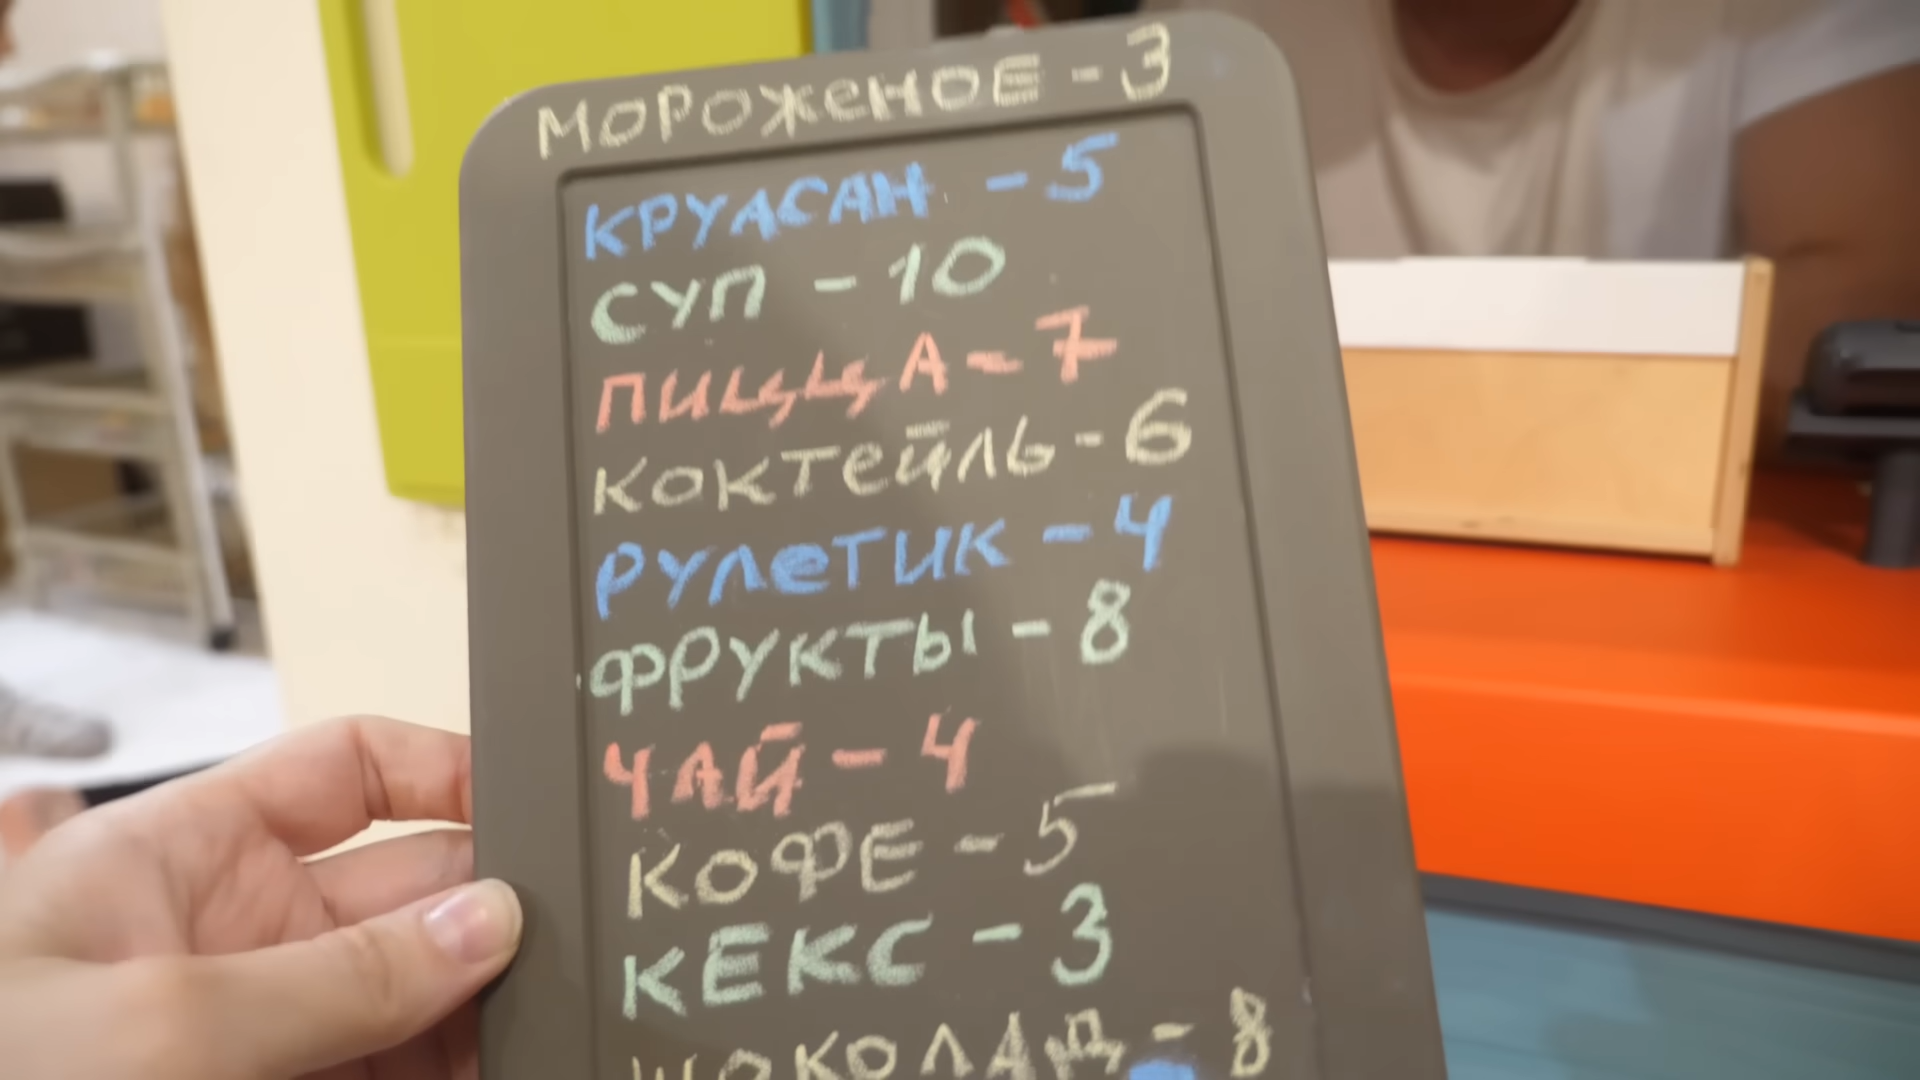 МОРОЖЕНОЕ - 3
КРУАСАН - 5
СУП - 10
ПИЦЦА - 7
КОКТЕЙЛЬ - 6
РУЛЕТИК - 4
ФРУКТЫ - 8
ЧАЙ - 4
КОФЕ - 5
КЕКС - 3
ШОКОЛАД - 8